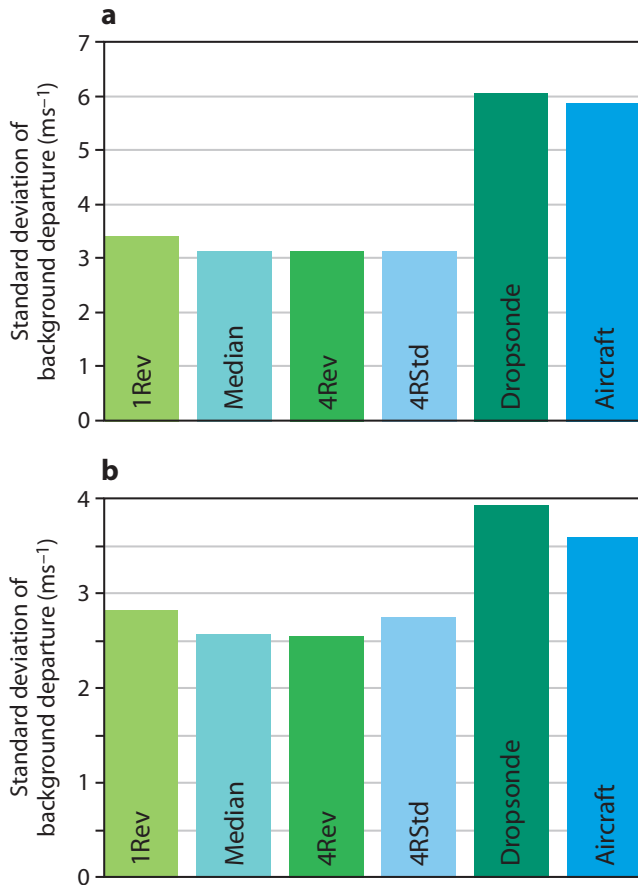 a
Standard deviation of
background departure (ms⁻¹)
7
6
5
4
3
2
1
0
1Rev
Median
4Rev
4RStd
Dropsonde
Aircraft
b
Standard deviation of
background departure (ms⁻¹)
4
3
2
1
0
1Rev
Median
4Rev
4RStd
Dropsonde
Aircraft